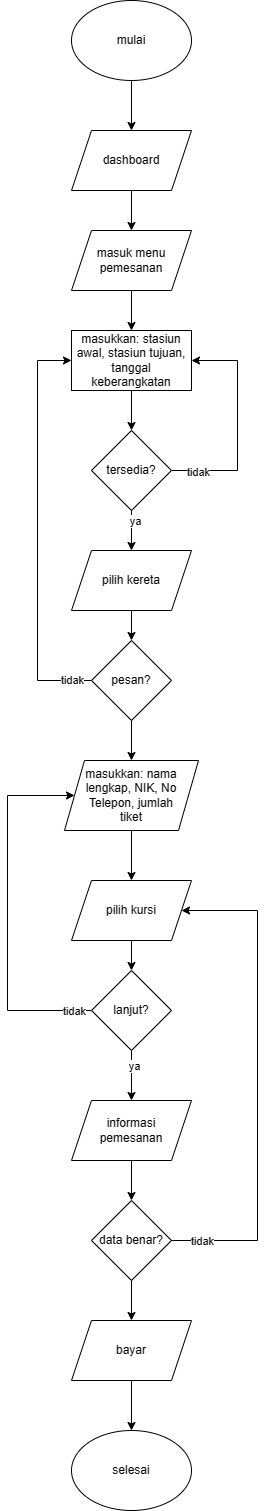 mulai
dashboard
masuk menu
pemesanan
masukkan: stasiun
awal, stasiun tujuan,
tanggal
keberangkatan
tersedia?
tidak
ya
pilih kereta
pesan?
tidak
masukkan: nama
lengkap, NIK, No
Telepon, jumlah
tiket
pilih kursi
lanjut?
tidak
ya
informasi
pemesanan
data benar?
tidak
bayar
selesai